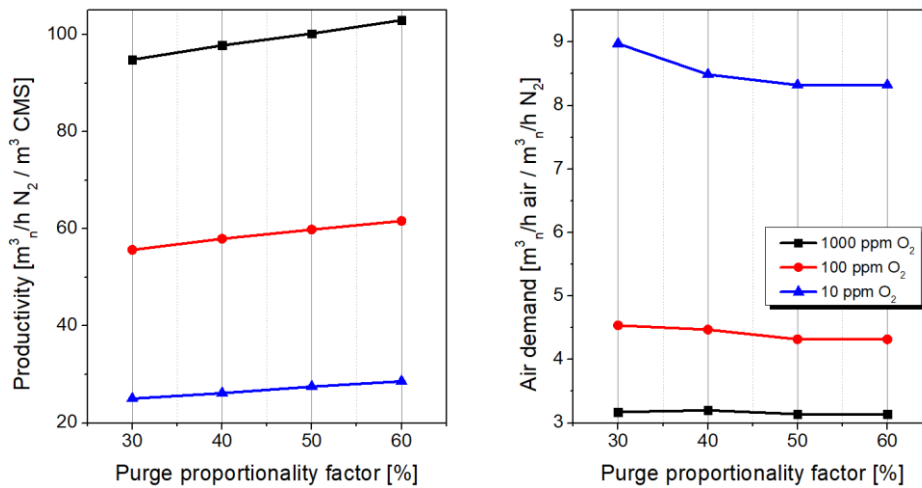 Productivity [m³ₙ/h N₂ / m³ CMS]
100
80
60
40
20
30 40 50 60
Purge proportionality factor [%]
Air demand [m³ₙ/h air / m³ₙ/h N₂]
9
8
7
6
5
4
3
1000 ppm O₂
100 ppm O₂
10 ppm O₂
30 40 50 60
Purge proportionality factor [%]